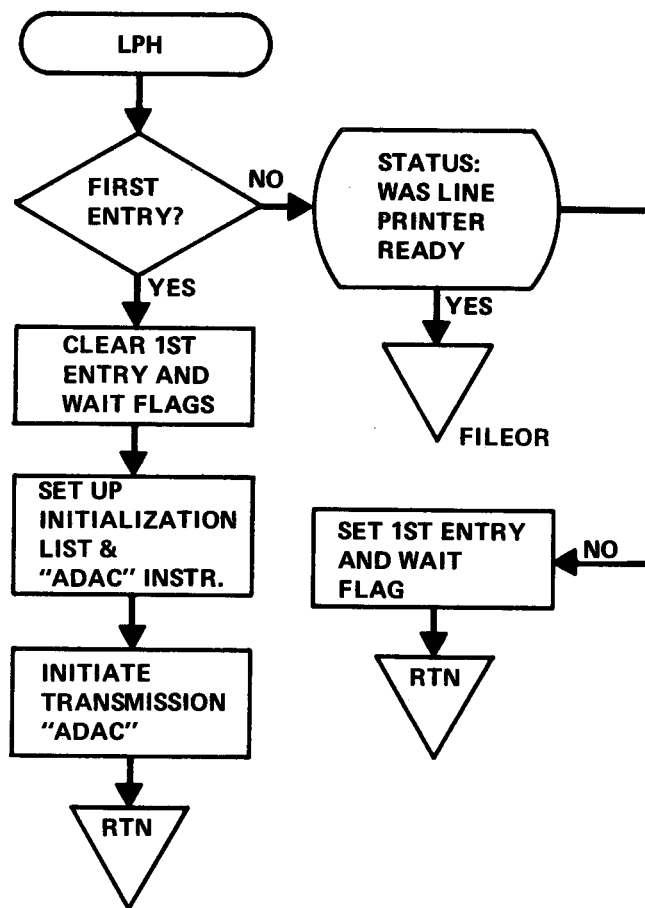 LPH
FIRST
ENTRY?
NO
STATUS:
WAS LINE
PRINTER
READY
YES
YES
FILEOR
CLEAR 1ST
ENTRY AND
WAIT FLAGS
SET UP
INITIALIZATION
LIST &
“ADAC” INSTR.
SET 1ST ENTRY
AND WAIT
FLAG
NO
INITIATE
TRANSMISSION
“ADAC”
RTN
RTN